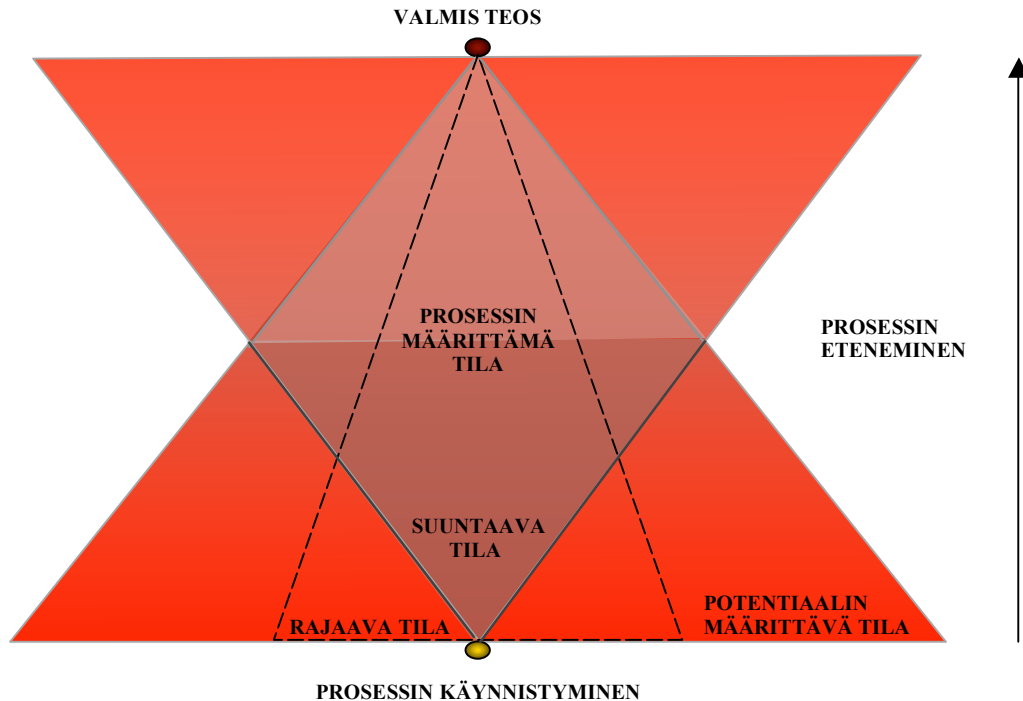 VALMIS TEOS
PROSESSIN
MÄÄRITTÄMÄ
TILA
PROSESSIN
ETENEMINEN
SUUNTAAVA
TILA
RAJAAVA TILA
POTENTIAALIN
MÄÄRITTÄVÄ TILA
PROSESSIN KÄYNNISTYMINEN